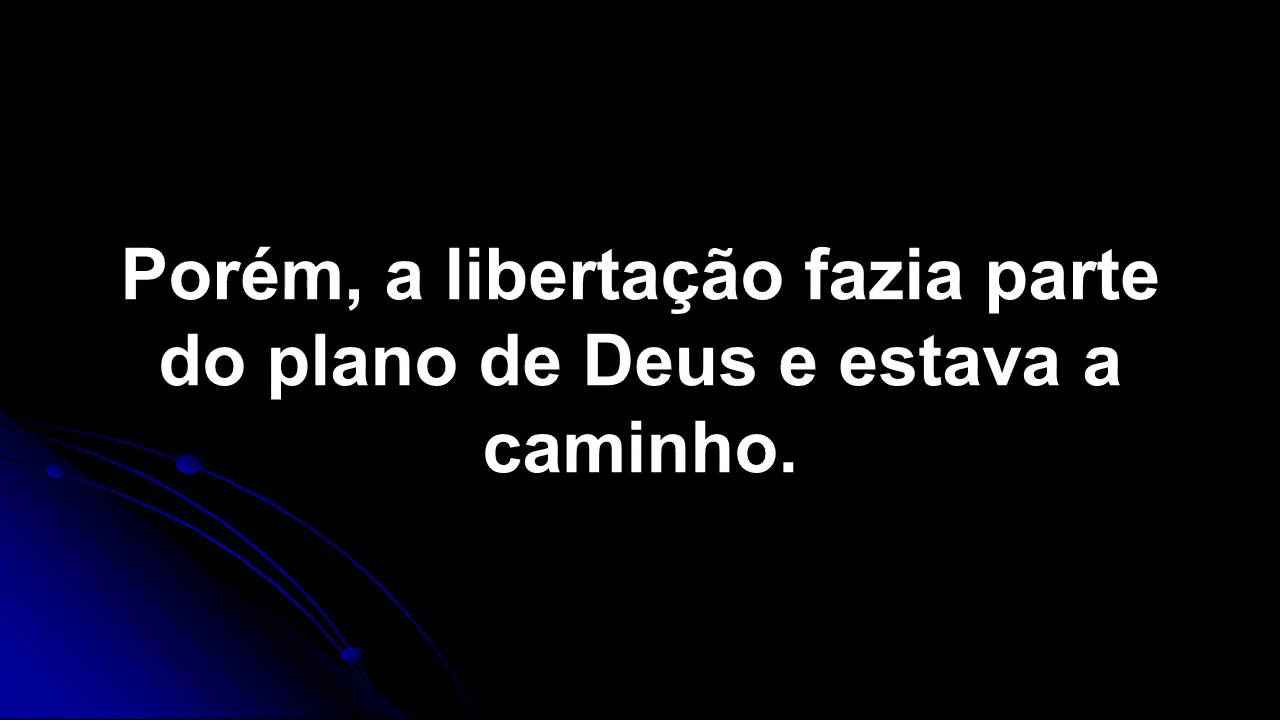 Porém, a libertação fazia parte
do plano de Deus e estava a
caminho.